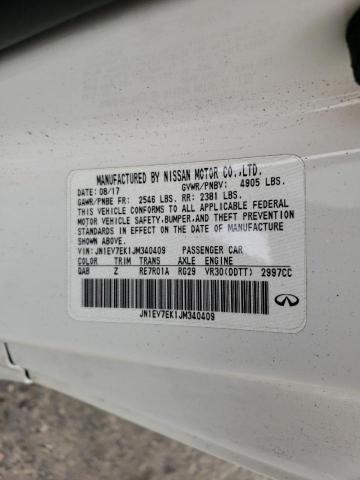 MANUFACTURED BY NISSAN MOTOR CO.,LTD.
DATE: 08/17 GVWR/PNBV: 4905 LBS.
GAWR/PNBE FR: 2546 LBS. RR: 2381 LBS.
THIS VEHICLE CONFORMS TO ALL APPLICABLE FEDERAL
MOTOR VEHICLE SAFETY,BUMPER,AND THEFT PREVENTION
STANDARDS IN EFFECT ON THE DATE OF MANUFACTURE
SHOWN ABOVE.
VIN: JN1EV7EK1JM340409 PASSENGER CAR
COLOR TRIM TRANS AXLE ENGINE
QAB Z RE7R01A RG29 VR30(DDTT) 2997CC
JN1EV7EK1JM340409